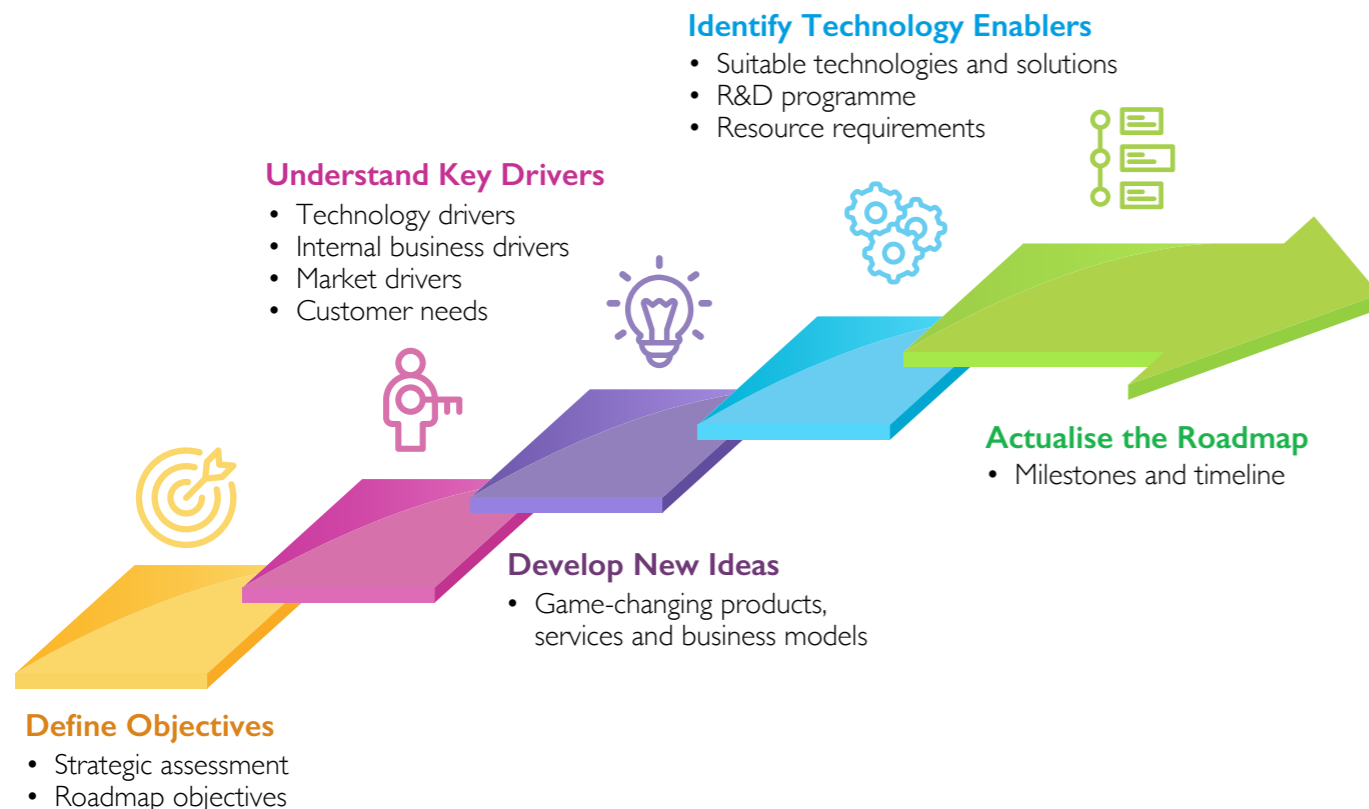 Identify Technology Enablers
• Suitable technologies and solutions
• R&D programme
• Resource requirements
Understand Key Drivers
• Technology drivers
• Internal business drivers
• Market drivers
• Customer needs
Actualise the Roadmap
• Milestones and timeline
Develop New Ideas
• Game-changing products,
services and business models
Define Objectives
• Strategic assessment
• Roadmap objectives